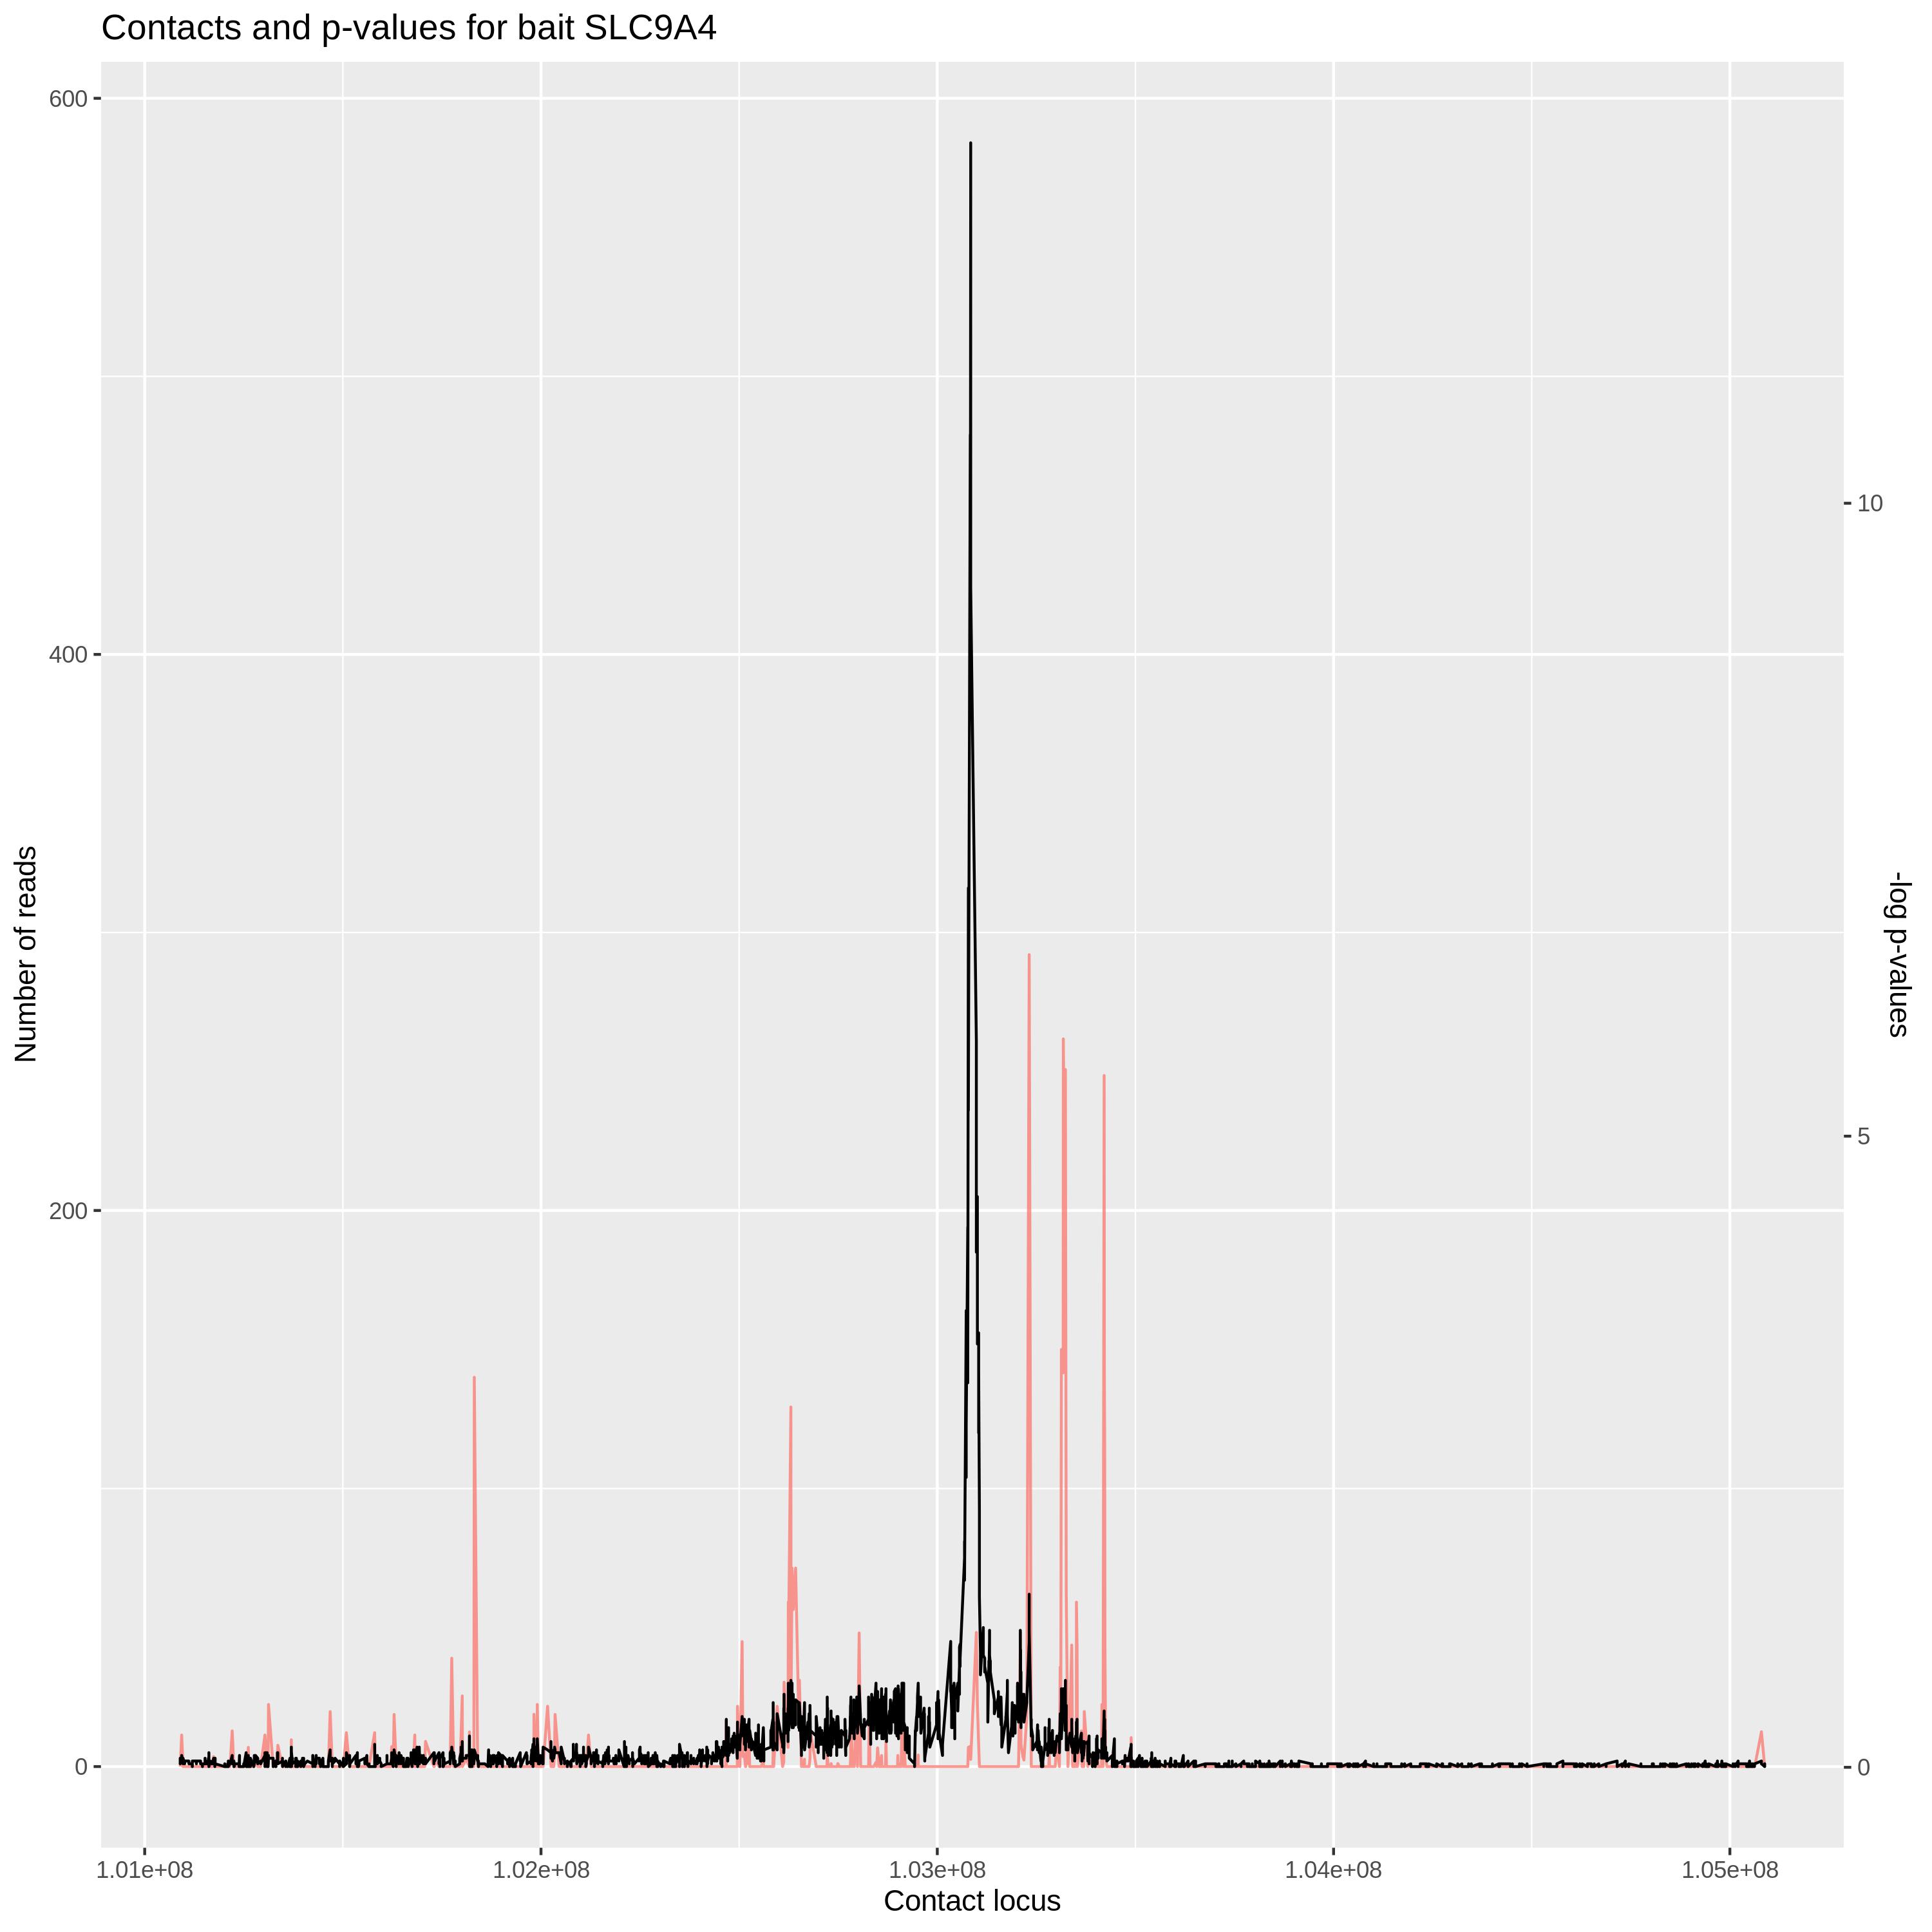 Contacts and p-values for bait SLC9A4
600
400
200
0
Number of reads
10
5
0
-log p-values
1.01e+08
1.02e+08
1.03e+08
1.04e+08
1.05e+08
Contact locus